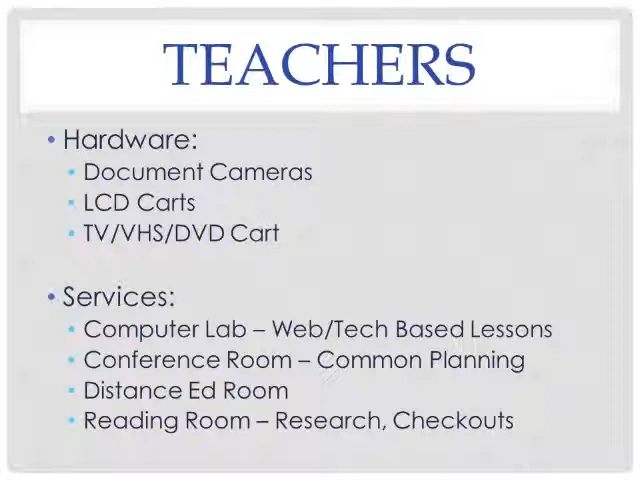 TEACHERS
• Hardware:
• Document Cameras
• LCD Carts
• TV/VHS/DVD Cart
• Services:
• Computer Lab – Web/Tech Based Lessons
• Conference Room – Common Planning
• Distance Ed Room
• Reading Room – Research, Checkouts